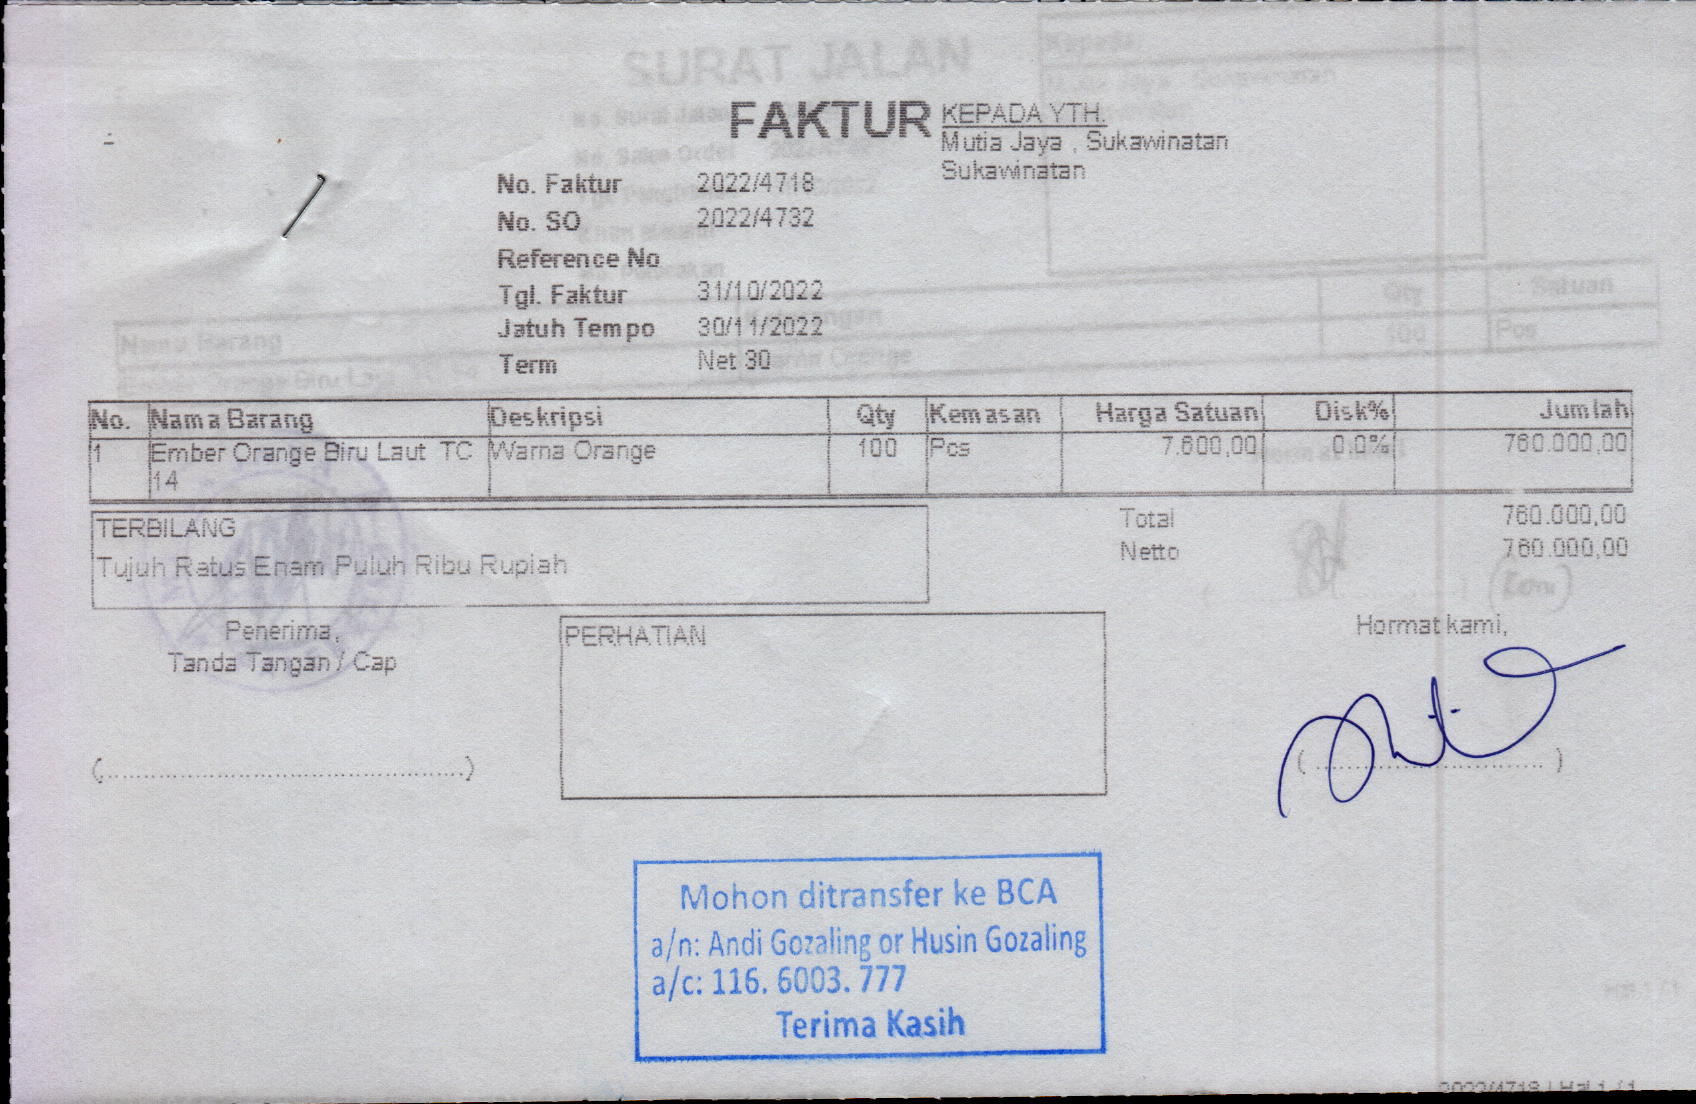 FAKTUR
KEPADA YTH.
Mutia Jaya , Sukawinatan
Sukawinatan
No. Faktur 2022/4718
No. SO 2022/4732
Reference No
Tgl. Faktur 31/10/2022
Jatuh Tempo 30/11/2022
Term Net 30
No. Nama Barang Deskripsi Qty Kemasan Harga Satuan Disk% Jumlah
1 Ember Orange Biru Laut TC Warna Orange 100 Pcs 7.600,00 0.0% 760.000,00
14
TERBILANG
Tujuh Ratus Enam Puluh Ribu Rupiah
Total 760.000,00
Netto 760.000,00
Penerima,
Tanda Tangan / Cap
PERHATIAN
Hormat kami,
Mohon ditransfer ke BCA
a/n: Andi Gozaling or Husin Gozaling
a/c: 116. 6003. 777
Terima Kasih
2022/4718 | Hal 1 / 1